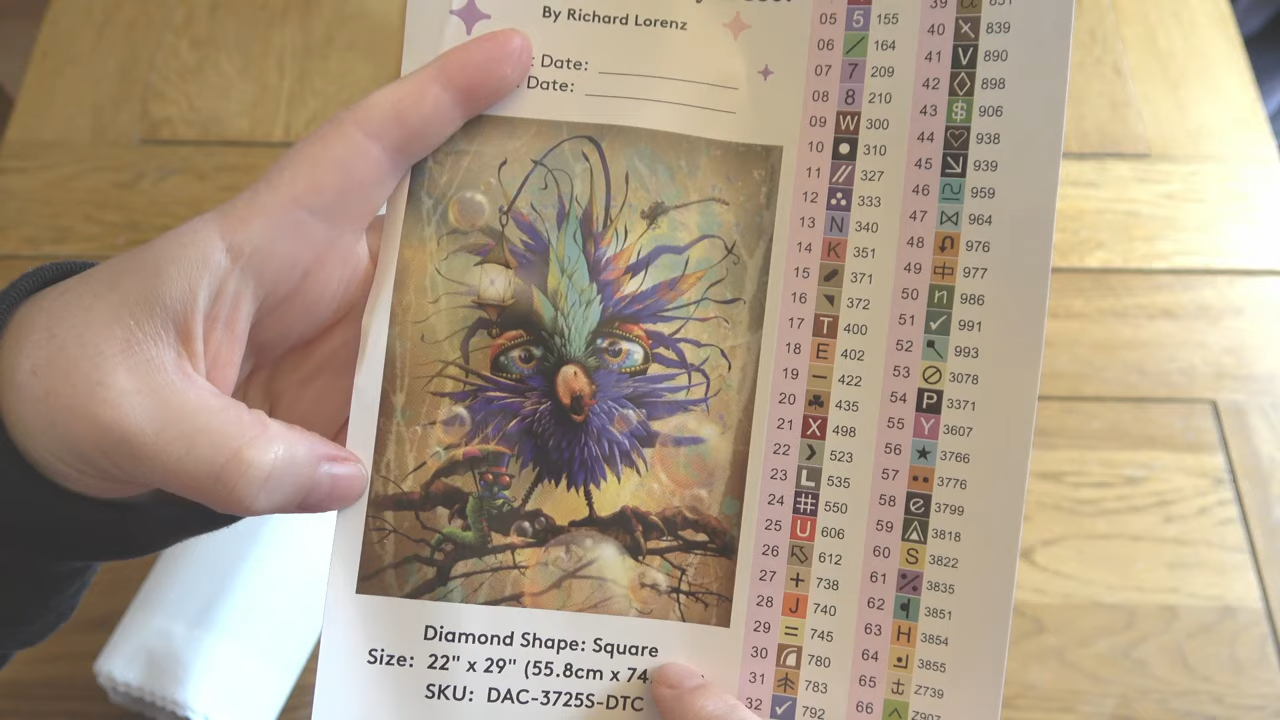 By Richard Lorenz
Date:
Date:
Diamond Shape: Square
Size: 22" x 29" (55.8cm x 74.
SKU: DAC-3725S-DTC
05 5 155
06 / 164
07 7 209
08 8 210
09 W 300
10 ● 310
11 // 327
12 ∴ 333
13 N 340
14 K 351
15 371
16 ◥ 372
17 T 400
18 E 402
19 – 422
20 ♣ 435
21 X 498
22 ❯ 523
23 L 535
24 # 550
25 U 606
26 612
27 + 738
28 J 740
29 = 745
30 780
31 783
32 ✓ 792
39
40 839
41 V 890
42 ◊ 898
43 $ 906
44 ♡ 938
45 ↘ 939
46 959
47 ⋈ 964
48 976
49 中 977
50 n 986
51 ✓ 991
52 993
53 ⊘ 3078
54 P 3371
55 Y 3607
56 ★ 3766
57 •• 3776
58 e 3799
59 3818
60 S 3822
61 ٪ 3835
62 3851
63 H 3854
64 3855
65 ⚓ Z739
66 Z907